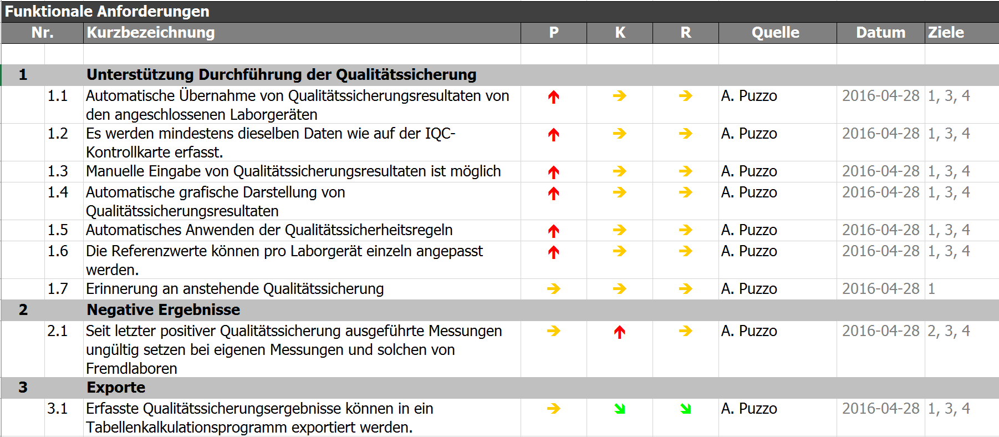 Funktionale Anforderungen
Nr. Kurzbezeichnung P K R Quelle Datum Ziele
1 Unterstützung Durchführung der Qualitätssicherung
1.1 Automatische Übernahme von Qualitätssicherungsresultaten von ↑ → → A. Puzzo 2016-04-28 1, 3, 4
den angeschlossenen Laborgeräten
1.2 Es werden mindestens dieselben Daten wie auf der IQC- ↑ → → A. Puzzo 2016-04-28 1, 3, 4
Kontrollkarte erfasst.
1.3 Manuelle Eingabe von Qualitätssicherungsresultaten ist möglich ↑ → → A. Puzzo 2016-04-28 1, 3, 4
1.4 Automatische grafische Darstellung von ↑ → → A. Puzzo 2016-04-28 1, 3, 4
Qualitätssicherungsresultaten
1.5 Automatisches Anwenden der Qualitätssicherheitsregeln ↑ → → A. Puzzo 2016-04-28 1, 3, 4
1.6 Die Referenzwerte können pro Laborgerät einzeln angepasst ↑ → → A. Puzzo 2016-04-28 1, 3, 4
werden.
1.7 Erinnerung an anstehende Qualitätssicherung → → → A. Puzzo 2016-04-28 1
2 Negative Ergebnisse
2.1 Seit letzter positiver Qualitätssicherung ausgeführte Messungen → ↑ → A. Puzzo 2016-04-28 2, 3, 4
ungültig setzen bei eigenen Messungen und solchen von
Fremdlaboren
3 Exporte
3.1 Erfasste Qualitätssicherungsergebnisse können in ein → ↘ ↘ A. Puzzo 2016-04-28 1, 3, 4
Tabellenkalkulationsprogramm exportiert werden.